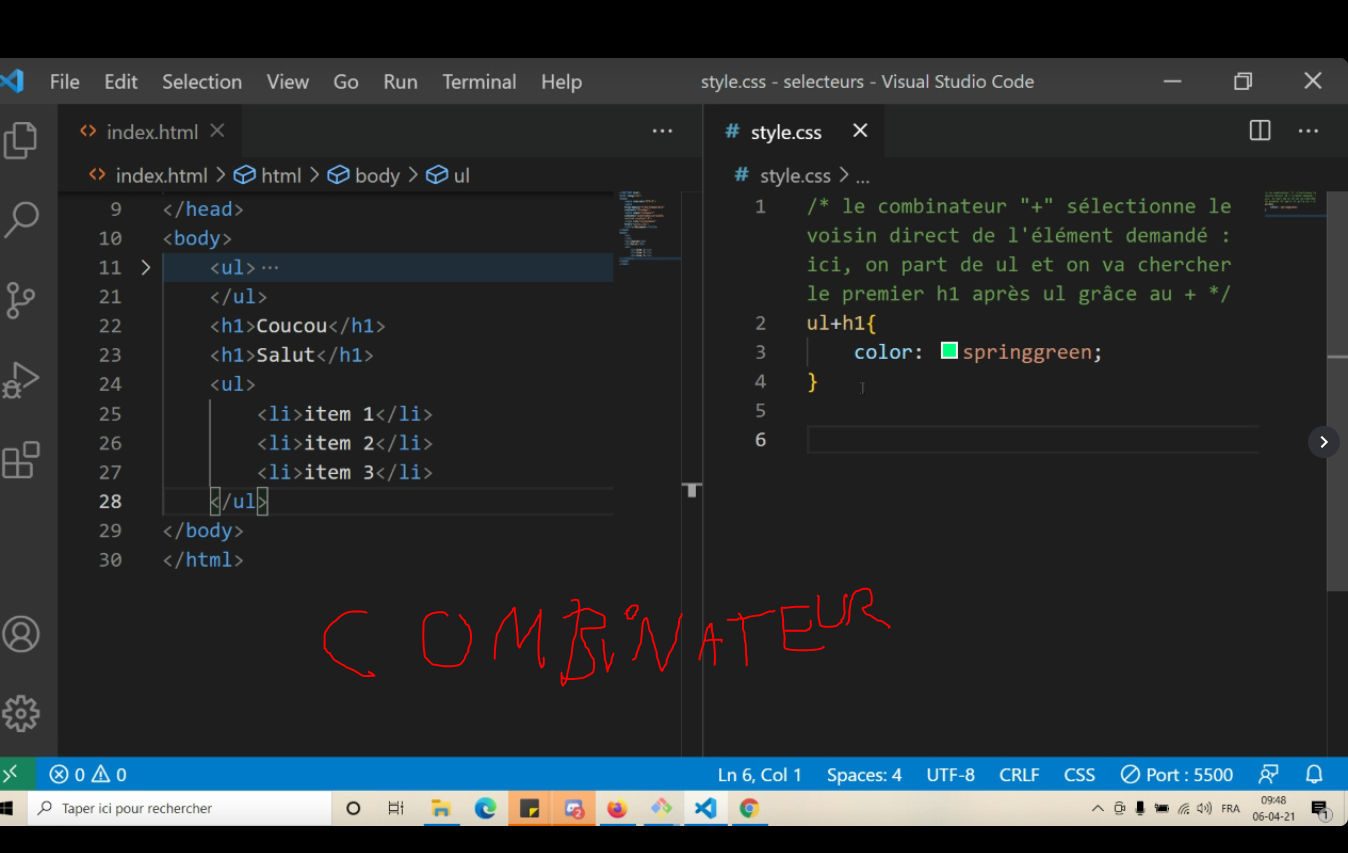 File Edit Selection View Go Run Terminal Help style.css - selecteurs - Visual Studio Code
index.html
index.html > html > body > ul
9 </head>
10 <body>
11 <ul>…
21 </ul>
22 <h1>Coucou</h1>
23 <h1>Salut</h1>
24 <ul>
25 <li>item 1</li>
26 <li>item 2</li>
27 <li>item 3</li>
28 </ul>
29 </body>
30 </html>
# style.css
# style.css > ...
1 /* le combinateur "+" sélectionne le
voisin direct de l'élément demandé :
ici, on part de ul et on va chercher
le premier h1 après ul grâce au + */
2 ul+h1{
3 color: springgreen;
4 }
5
6
COMBINATEUR
0 0 Ln 6, Col 1 Spaces: 4 UTF-8 CRLF CSS Port : 5500
Taper ici pour rechercher FRA 09:48
06-04-21